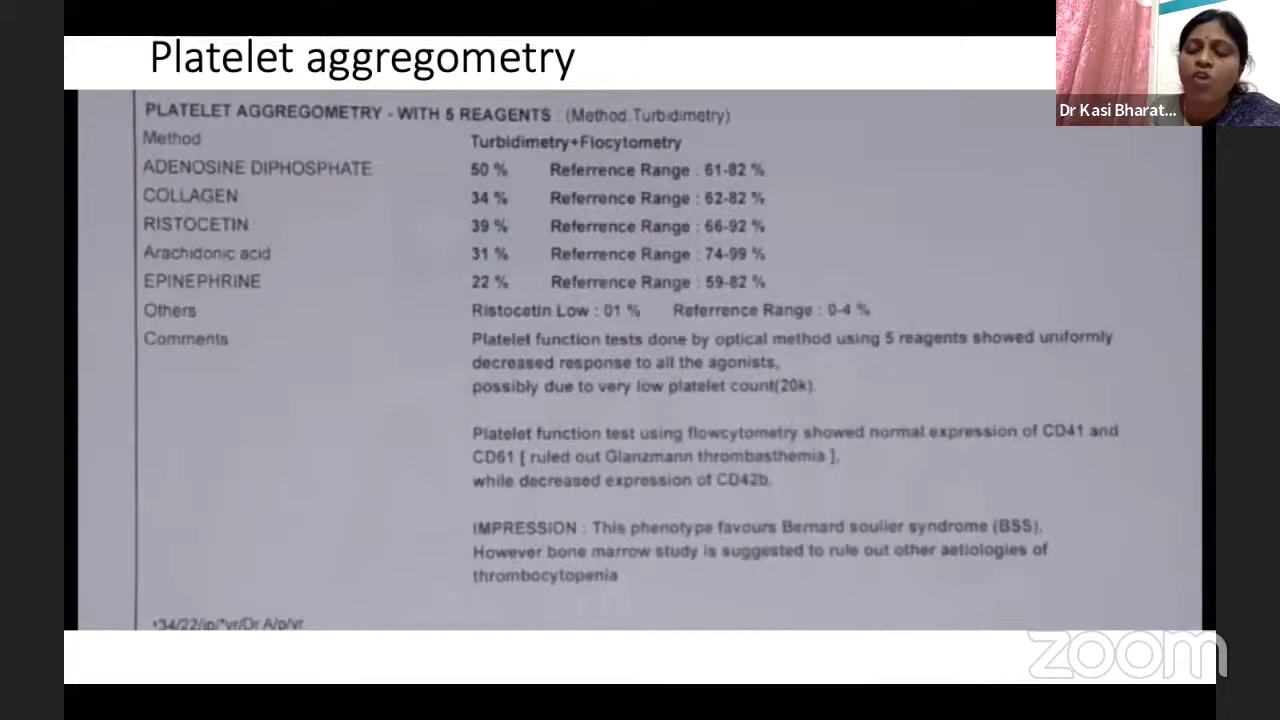 Platelet aggregometry
Dr Kasi Bharat...
PLATELET AGGREGOMETRY - WITH 5 REAGENTS : (Method.Turbidimetry)
Method Turbidimetry+Flocytometry
ADENOSINE DIPHOSPHATE 50 % Referrence Range : 61-82 %
COLLAGEN 34 % Referrence Range : 62-82 %
RISTOCETIN 39 % Referrence Range : 66-92 %
Arachidonic acid 31 % Referrence Range : 74-99 %
EPINEPHRINE 22 % Referrence Range : 59-82 %
Others Ristocetin Low : 01 % Referrence Range : 0-4 %
Comments Platelet function tests done by optical method using 5 reagents showed uniformly
decreased response to all the agonists,
possibly due to very low platelet count(20k).
Platelet function test using flowcytometry showed normal expression of CD41 and
CD61 [ ruled out Glanzmann thrombasthemia ],
while decreased expression of CD42b.
IMPRESSION : This phenotype favours Bernard soulier syndrome (BSS).
However bone marrow study is suggested to rule out other aetiologies of
thrombocytopenia
zoom